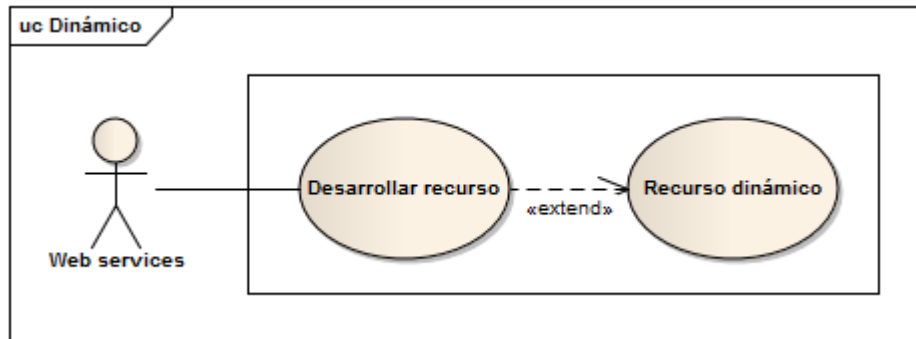 uc Dinámico
Desarrollar recurso
Recurso dinámico
«extend»
Web services